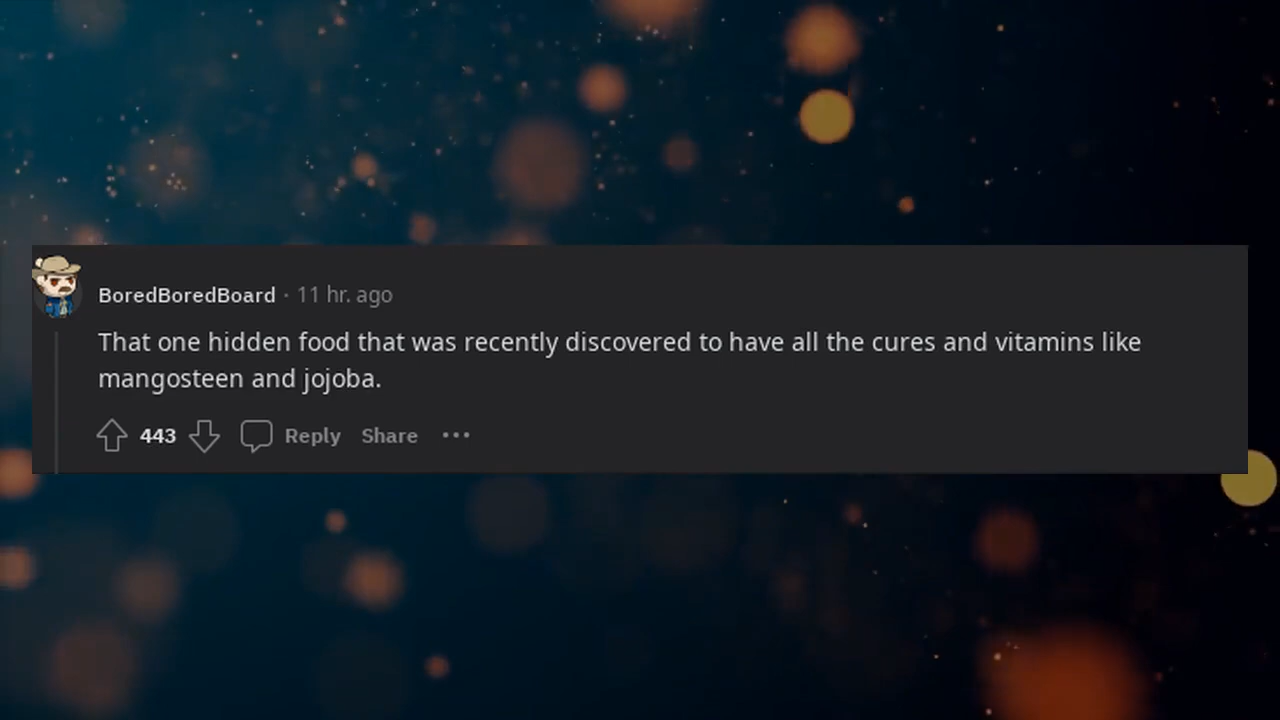 BoredBoredBoard · 11 hr. ago
That one hidden food that was recently discovered to have all the cures and vitamins like
mangosteen and jojoba.
443 Reply Share ···